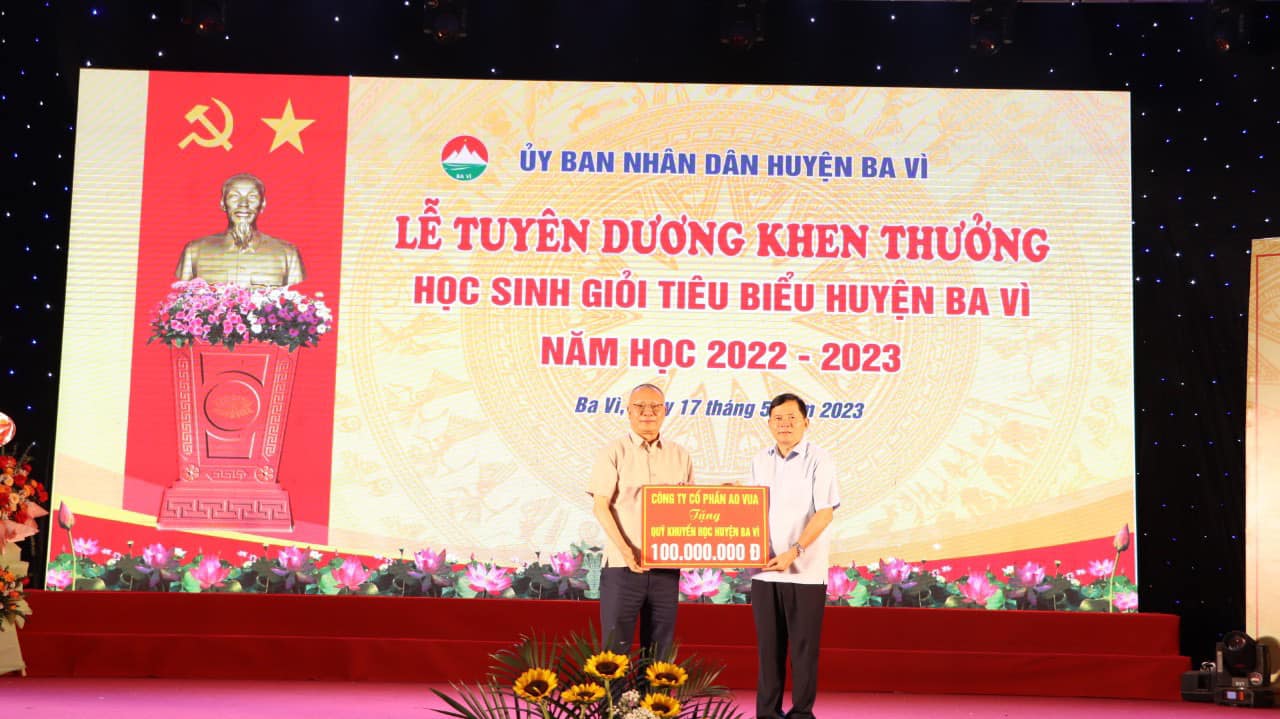 ỦY BAN NHÂN DÂN HUYỆN BA VÌ
BA VÌ
LỄ TUYÊN DƯƠNG KHEN THƯỞNG
HỌC SINH GIỎI TIÊU BIỂU HUYỆN BA VÌ
NĂM HỌC 2022 - 2023
Ba Vì, 17 tháng 5 2023
CÔNG TY CỔ PHẦN AO VUA
Tặng
QUỸ KHUYẾN HỌC HUYỆN BA VÌ
100.000.000 Đ